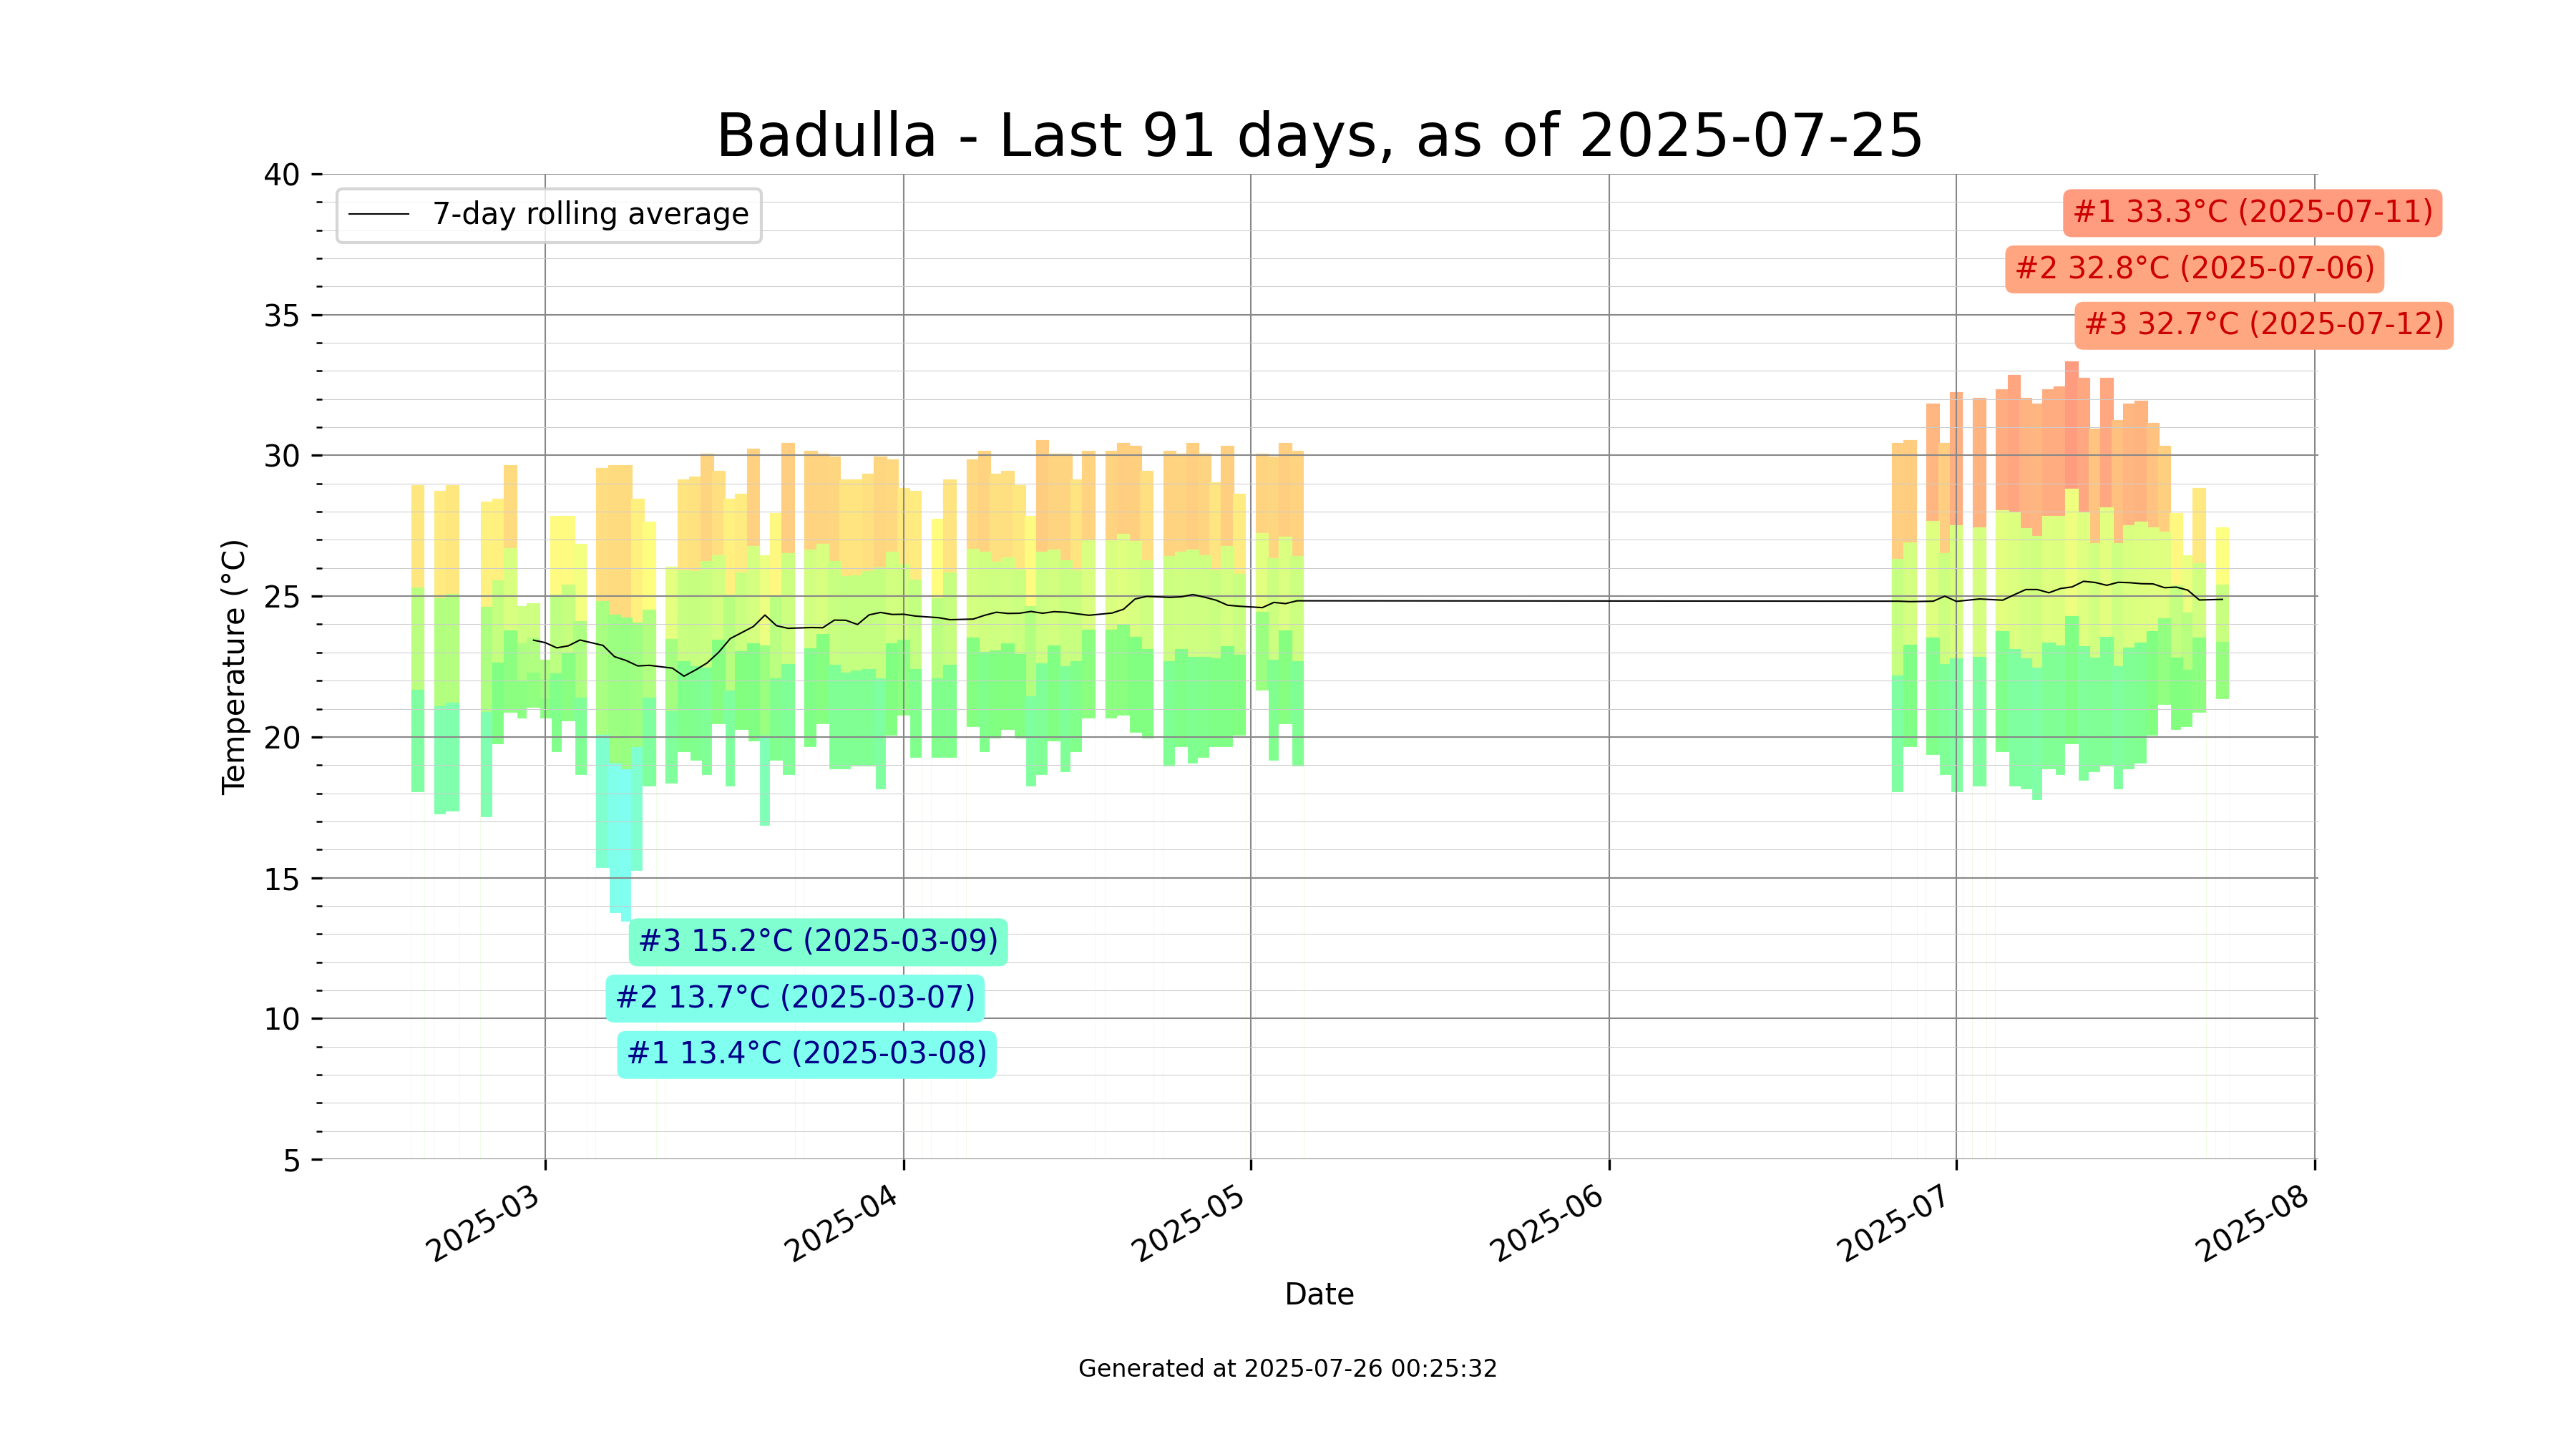 Badulla - Last 91 days, as of 2025-07-25
40
35
30
25
20
15
10
5
Temperature (°C)
7-day rolling average
#1 33.3°C (2025-07-11)
#2 32.8°C (2025-07-06)
#3 32.7°C (2025-07-12)
#3 15.2°C (2025-03-09)
#2 13.7°C (2025-03-07)
#1 13.4°C (2025-03-08)
2025-03
2025-04
2025-05
2025-06
2025-07
2025-08
Date
Generated at 2025-07-26 00:25:32